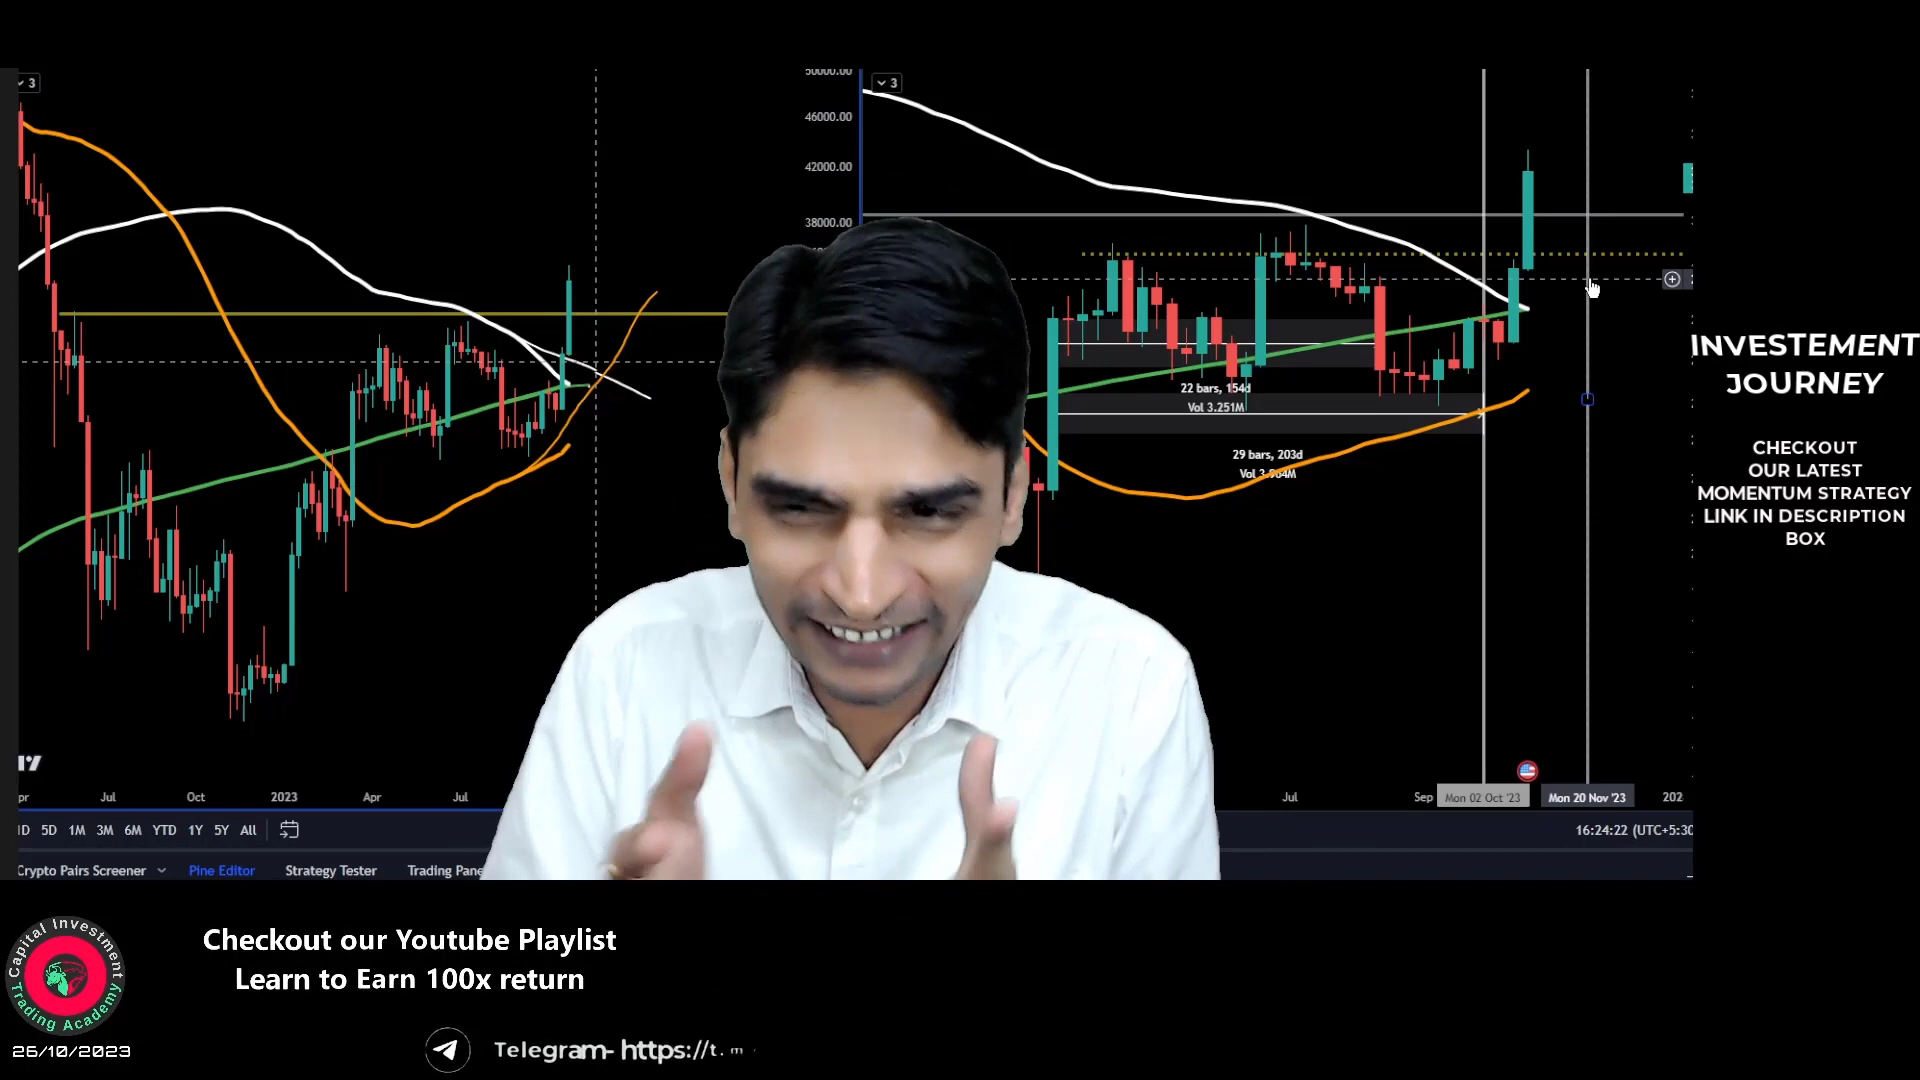 3
50000.00
3
46000.00
42000.00
38000.00
22 bars, 154d
Vol 3.251M
29 bars, 203d
INVESTEMENT
JOURNEY
CHECKOUT
OUR LATEST
MOMENTUM STRATEGY
LINK IN DESCRIPTION
BOX
Jul
Oct
2023
Apr
Jul
Jul
Sep
Mon 02 Oct '23
Mon 20 Nov '23
202
5D
1M
3M
6M
YTD
1Y
5Y
All
16:24:22 (UTC+5:30
Crypto Pairs Screener
Pine Editor
Strategy Tester
Trading Pane
Capital Investment
Trading Academy
26/10/2023
Checkout our Youtube Playlist
Learn to Earn 100x return
Telegram- https://t.m